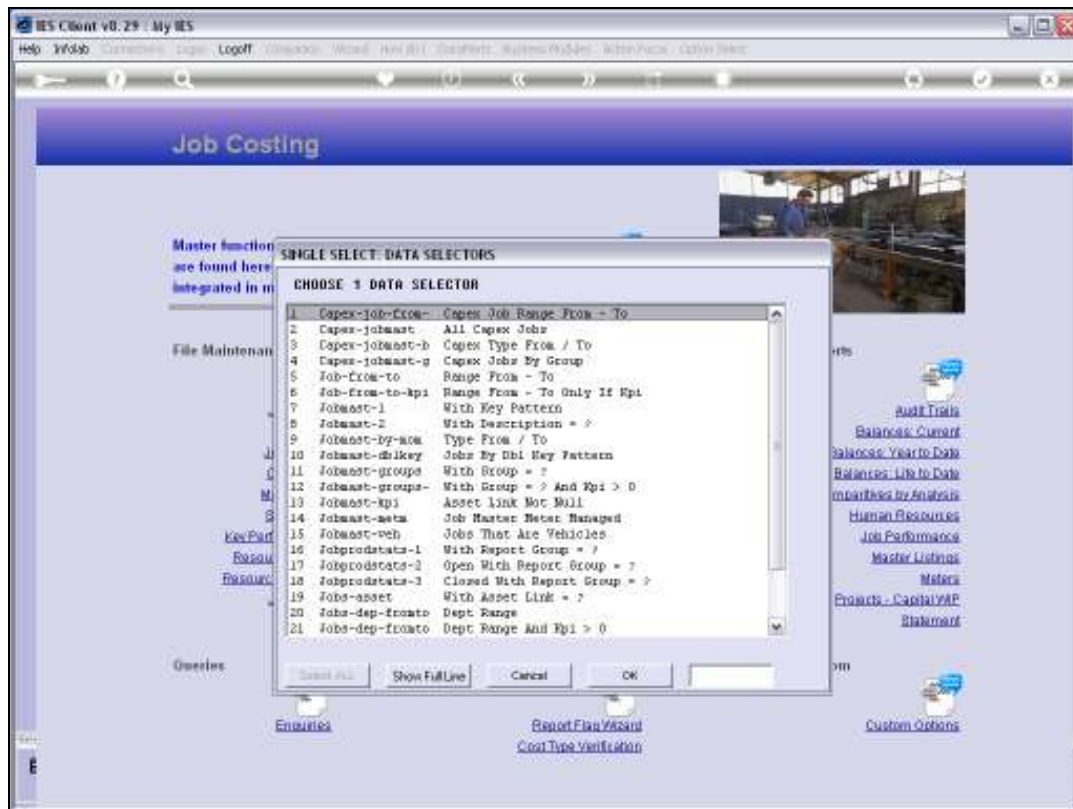 IES Client v8.29 : My IES
Help Infolab Logoff
Job Costing
Master function
are found here
integrated in m
SINGLE SELECT: DATA SELECTORS
CHOOSE 1 DATA SELECTOR
1 Capex-job-from- Capex Job Range From - To
2 Capex-jobmast All Capex Jobs
3 Capex-jobmast-b Capex Type From / To
4 Capex-jobmast-g Capex Jobs By Group
5 Job-from-to Range From - To
6 Job-from-to-kpi Range From - To Only If Kpi
7 Jobmast-1 With Key Pattern
8 Jobmast-2 With Description = ?
9 Jobmast-by-mom Type From / To
10 Jobmast-dblkey Jobs By Dbl Key Pattern
11 Jobmast-groups With Group = ?
12 Jobmast-groups- With Group = ? And Kpi > 0
13 Jobmast-kpi Asset Link Not Null
14 Jobmast-metm Job Master Meter Managed
15 Jobmast-veh Jobs That Are Vehicles
16 Jobprodstats-1 With Report Group = ?
17 Jobprodstats-2 Open With Report Group = ?
18 Jobprodstats-3 Closed With Report Group = ?
19 Jobs-asset With Asset Link = ?
20 Jobs-dep-fromto Dept Range
21 Jobs-dep-fromto Dept Range And Kpi > 0
Select ALL Show Full Line Cancel OK
File Maintenan
Key Perf
Resou
Resourc
Queries
Enquiries
Report Flag Wizard
Cost Type Verification
orts
Audit Trails
Balances: Current
Balances: Year to Date
Balances: Life to Date
mparitives by Analysis
Human Resources
Job Performance
Master Listings
Meters
Projects - Capital WIP
Statement
om
Custom Options